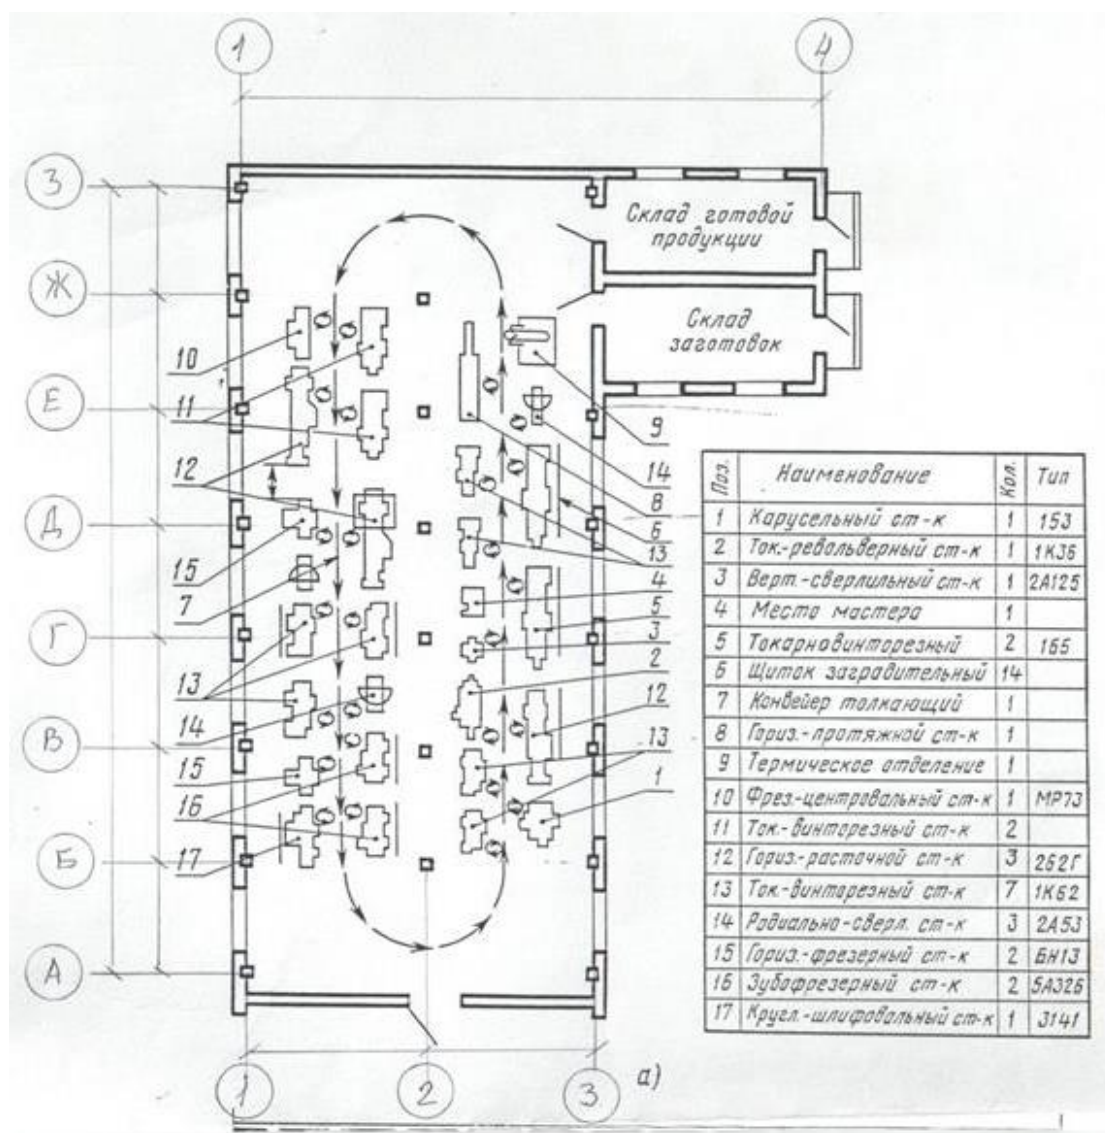 1
4
З
Ж
Е
Д
Г
В
Б
А
Склад готовой
продукции
Склад
заготовок
10
11
12
15
7
13
14
15
16
17
9
14
8
6
13
4
5
3
2
12
13
1
Поз. Наименование Кол. Тип
1 Карусельный ст-к 1 153
2 Ток.-револьверный ст-к 1 1К36
3 Верт.-сверлильный ст-к 1 2А125
4 Место мастера 1
5 Токарновинторезный 2 165
6 Щиток заградительный 14
7 Конвейер толкающий 1
8 Гориз.-протяжной ст-к 1
9 Термическое отделение 1
10 Фрез.-центровальный ст-к 1 МР73
11 Ток.-винторезный ст-к 2
12 Гориз.-расточной ст-к 3 262Г
13 Ток.-винторезный ст-к 7 1К62
14 Родиально-сверл. ст-к 3 2А53
15 Гориз.-фрезерный ст-к 2 6Н13
16 Зубофрезерный ст-к 2 5А326
17 Кругл.-шлифовальный ст-к 1 3141
1
2
3
а)